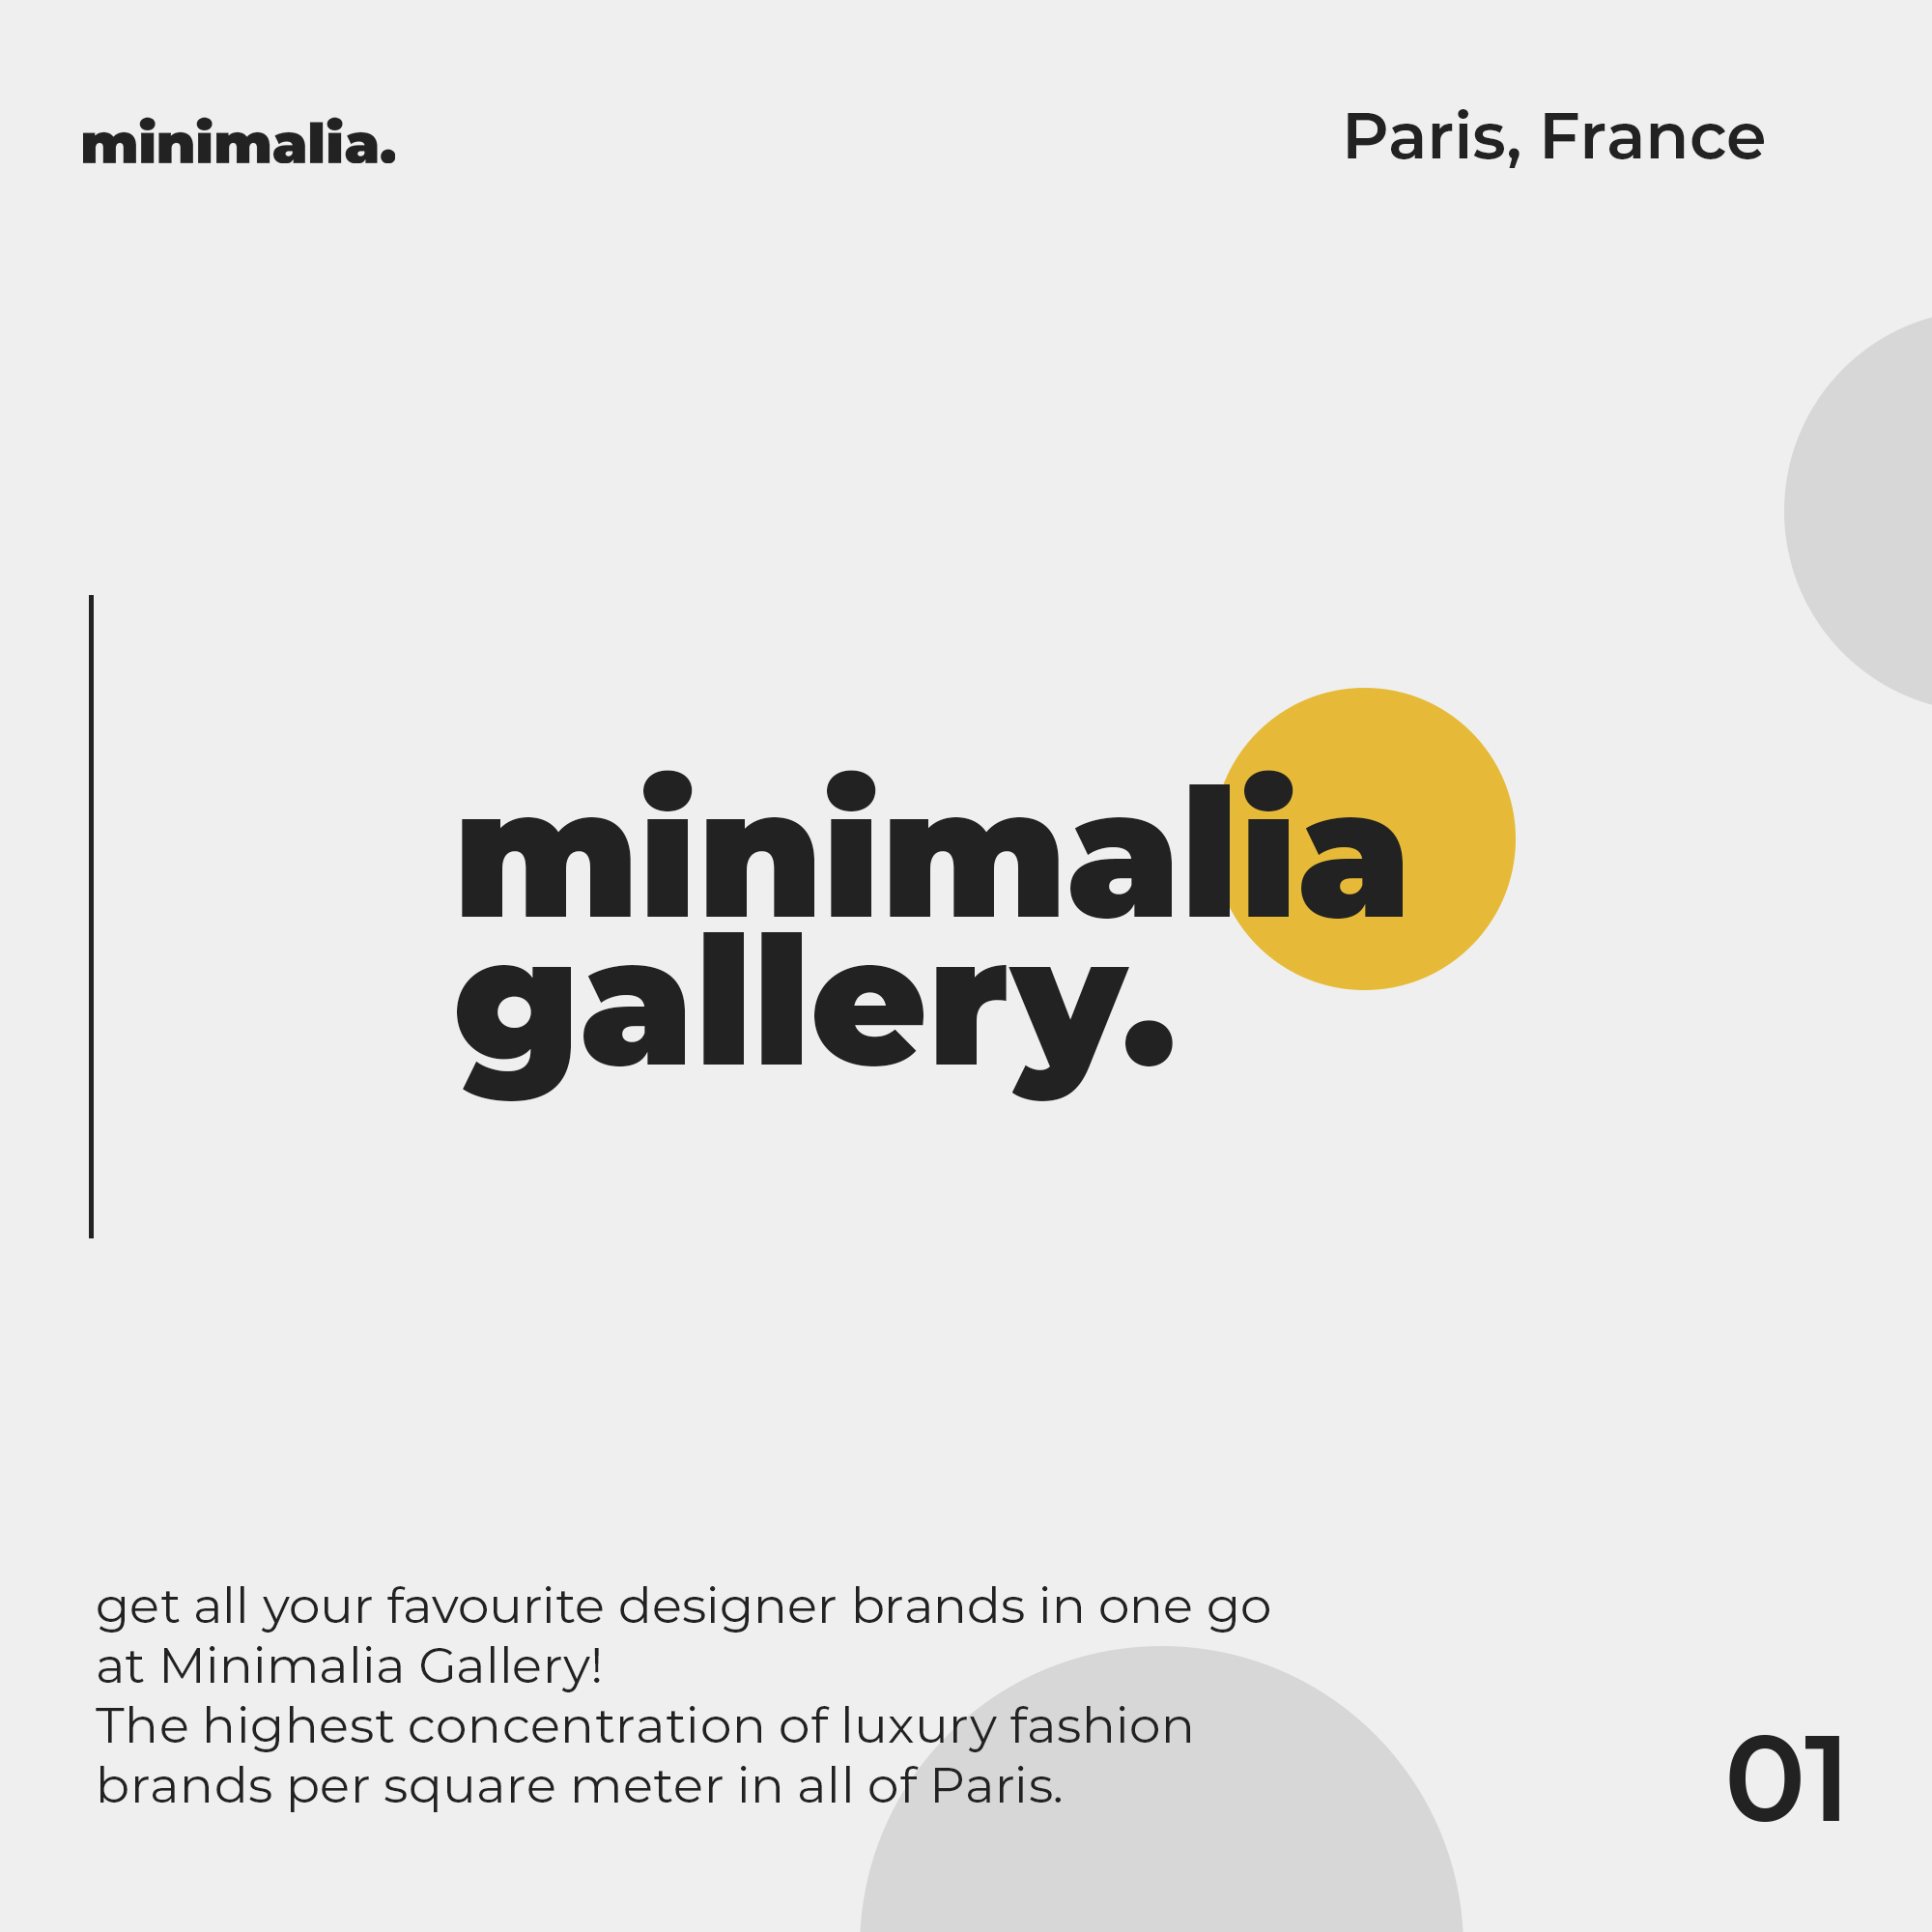 minimalia.
Paris, France
minimalia
gallery.
get all your favourite designer brands in one go
at Minimalia Gallery!
The highest concentration of luxury fashion
brands per square meter in all of Paris.
01